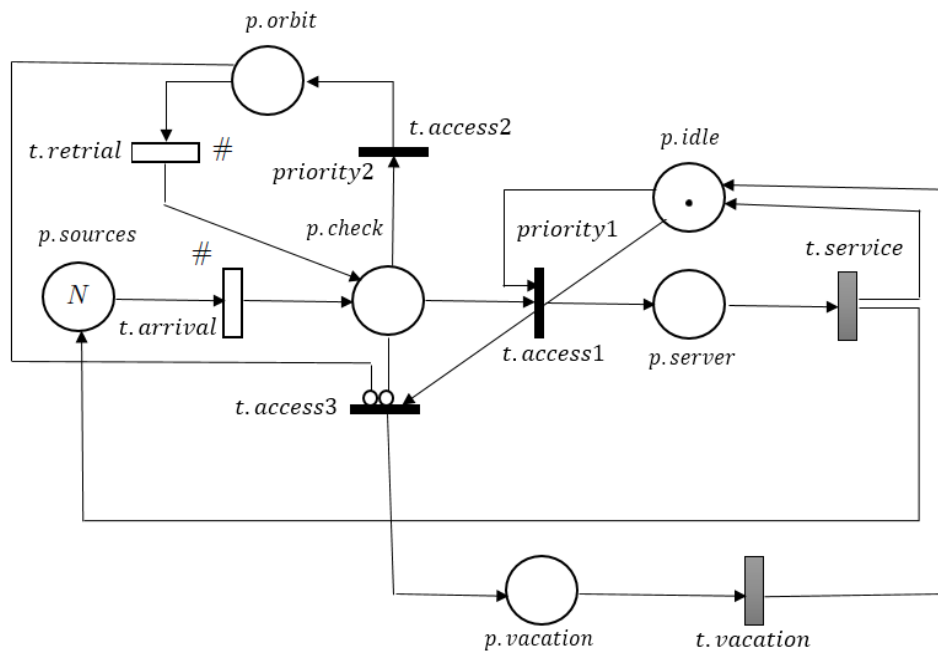 p.orbit
t.access2
p.idle
t.retrial
#
priority2
p.check
priority1
p.sources
#
t.service
N
t.arrival
t.access1
p.server
t.access3
p.vacation
t.vacation